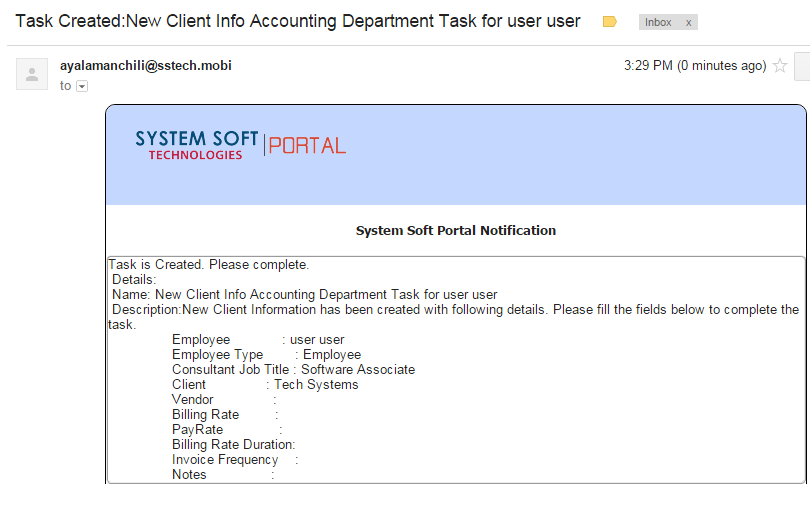 Task Created:New Client Info Accounting Department Task for user user
Inbox x
ayalamanchili@sstech.mobi
3:29 PM (0 minutes ago)
to
SYSTEM SOFT
TECHNOLOGIES
PORTAL
System Soft Portal Notification
Task is Created. Please complete.
Details:
Name: New Client Info Accounting Department Task for user user
Description:New Client Information has been created with following details. Please fill the fields below to complete the
task.
Employee : user user
Employee Type : Employee
Consultant Job Title : Software Associate
Client : Tech Systems
Vendor :
Billing Rate :
PayRate :
Billing Rate Duration:
Invoice Frequency :
Notes :